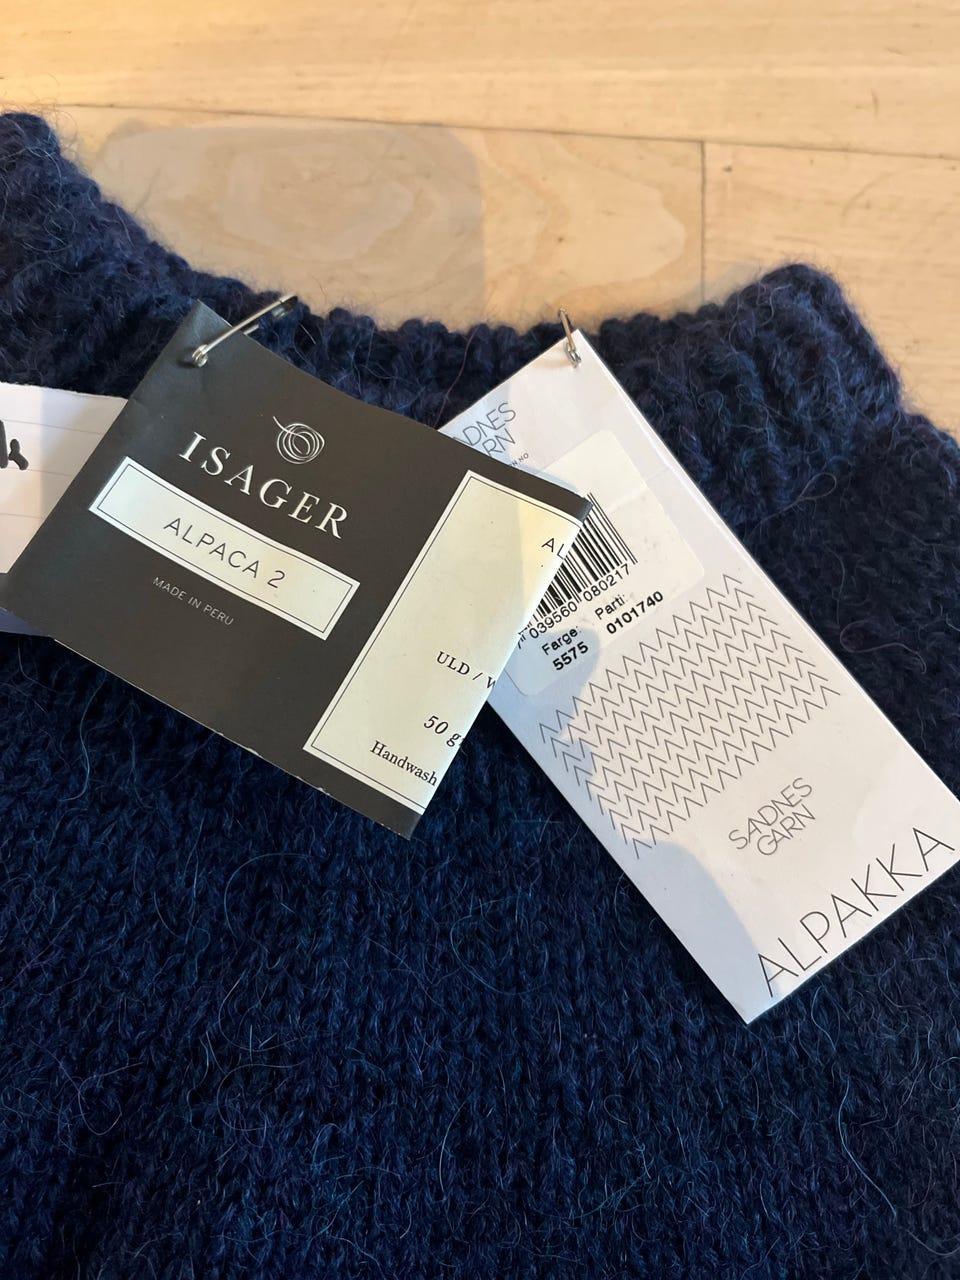 ISAGER
ALPACA 2
MADE IN PERU
ULD /
50 g
Handwash
GARN
039560 080217
Farge: Parti:
5575 0101740
SANDNES
GARN
ALPAKKA